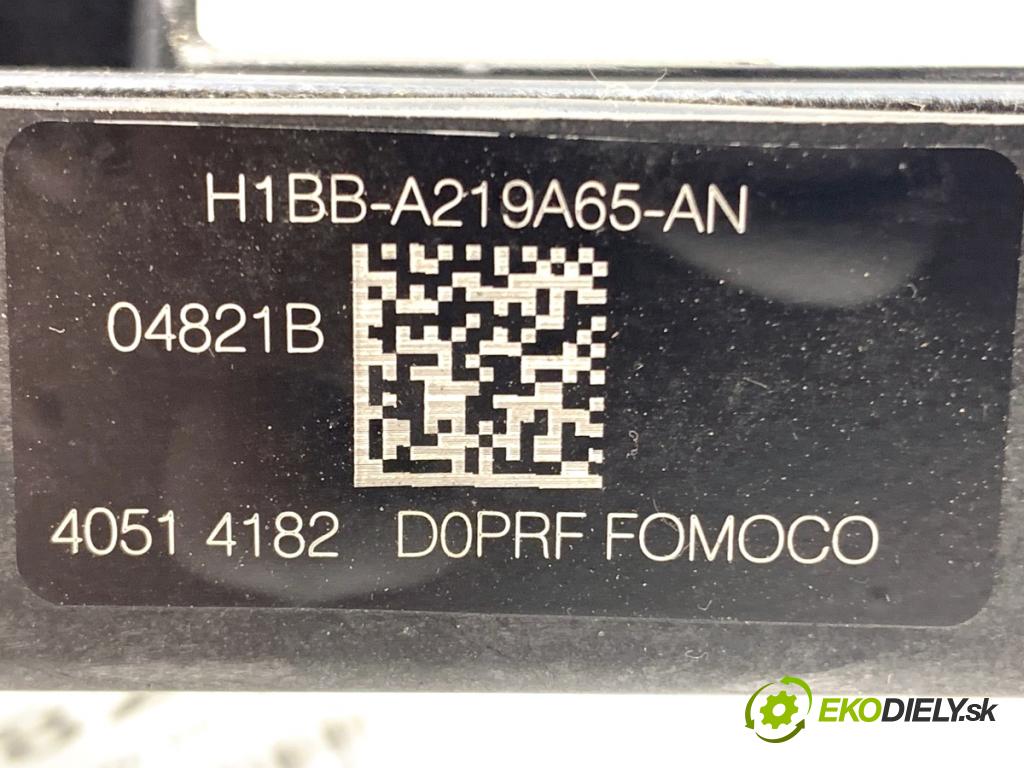 H1BB-A219A65-AN
04821B
4051 4182 D0PRF FOMOCO
EKODIELY.sk